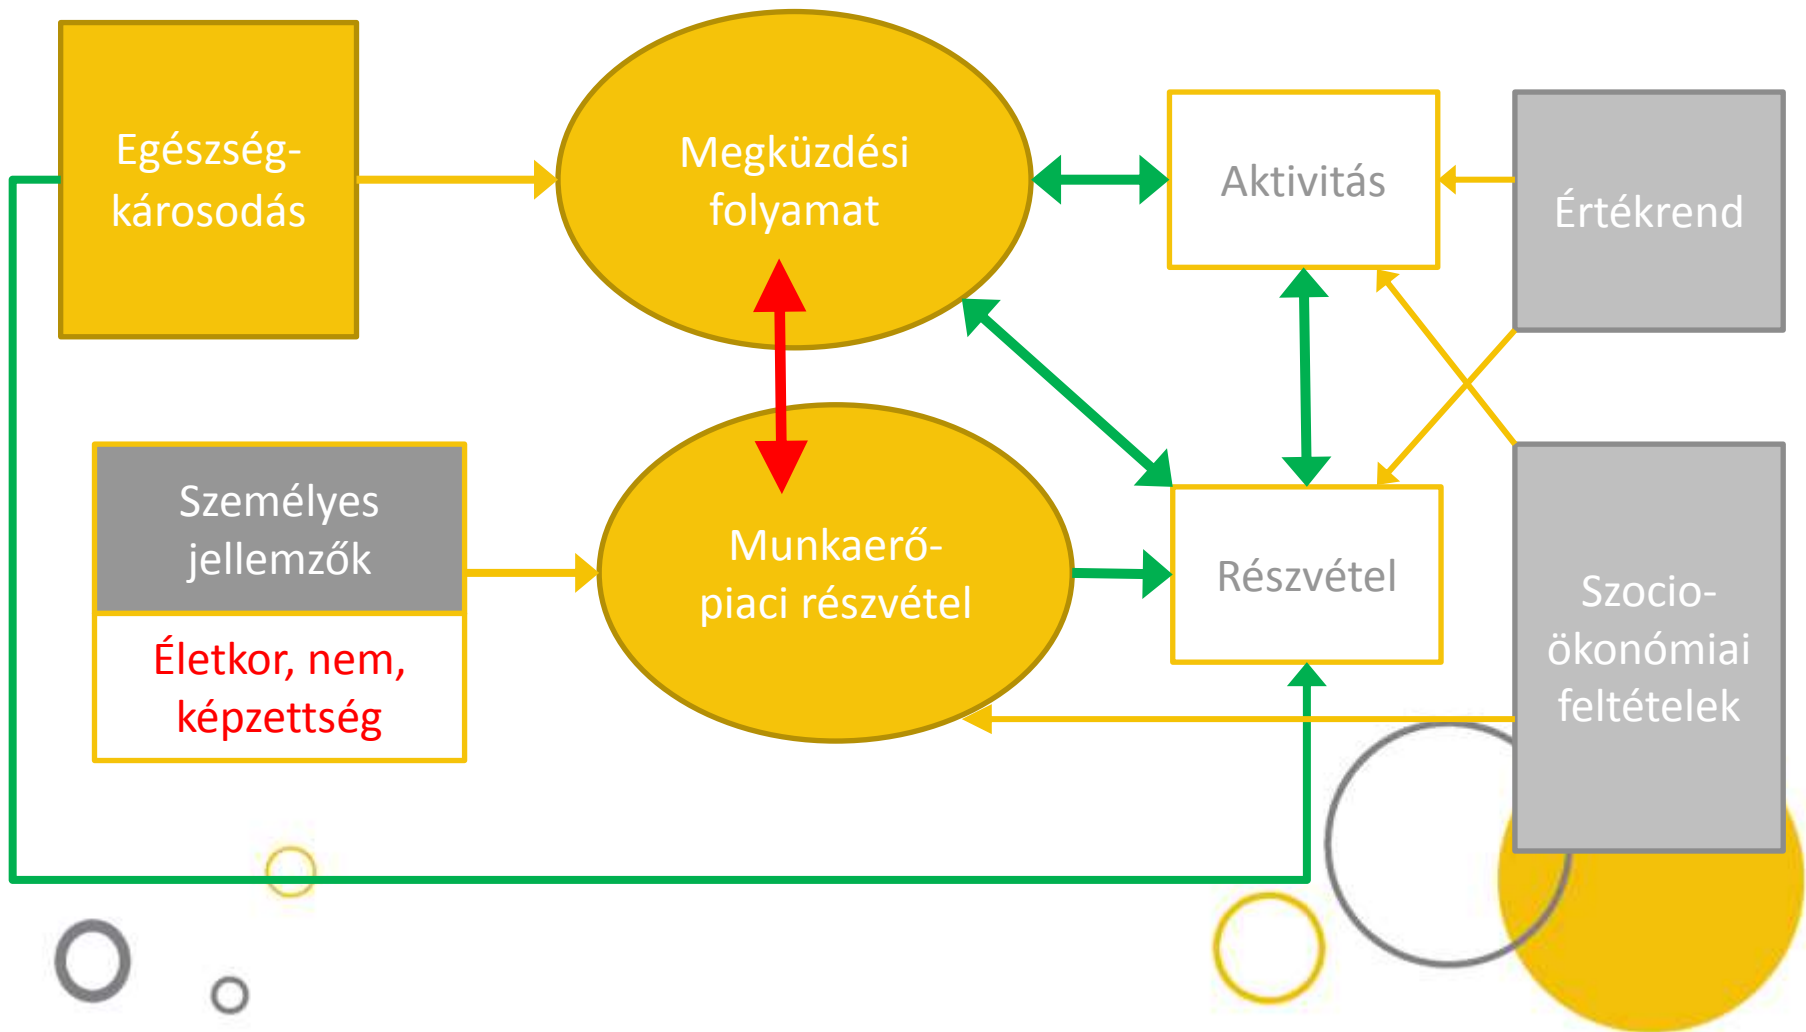 Egészség-
károsodás
Megküzdési
folyamat
Aktivitás
Értékrend
Személyes
jellemzők
Életkor, nem,
képzettség
Munkaerő-
piaci részvétel
Részvétel
Szocio-
ökonómiai
feltételek